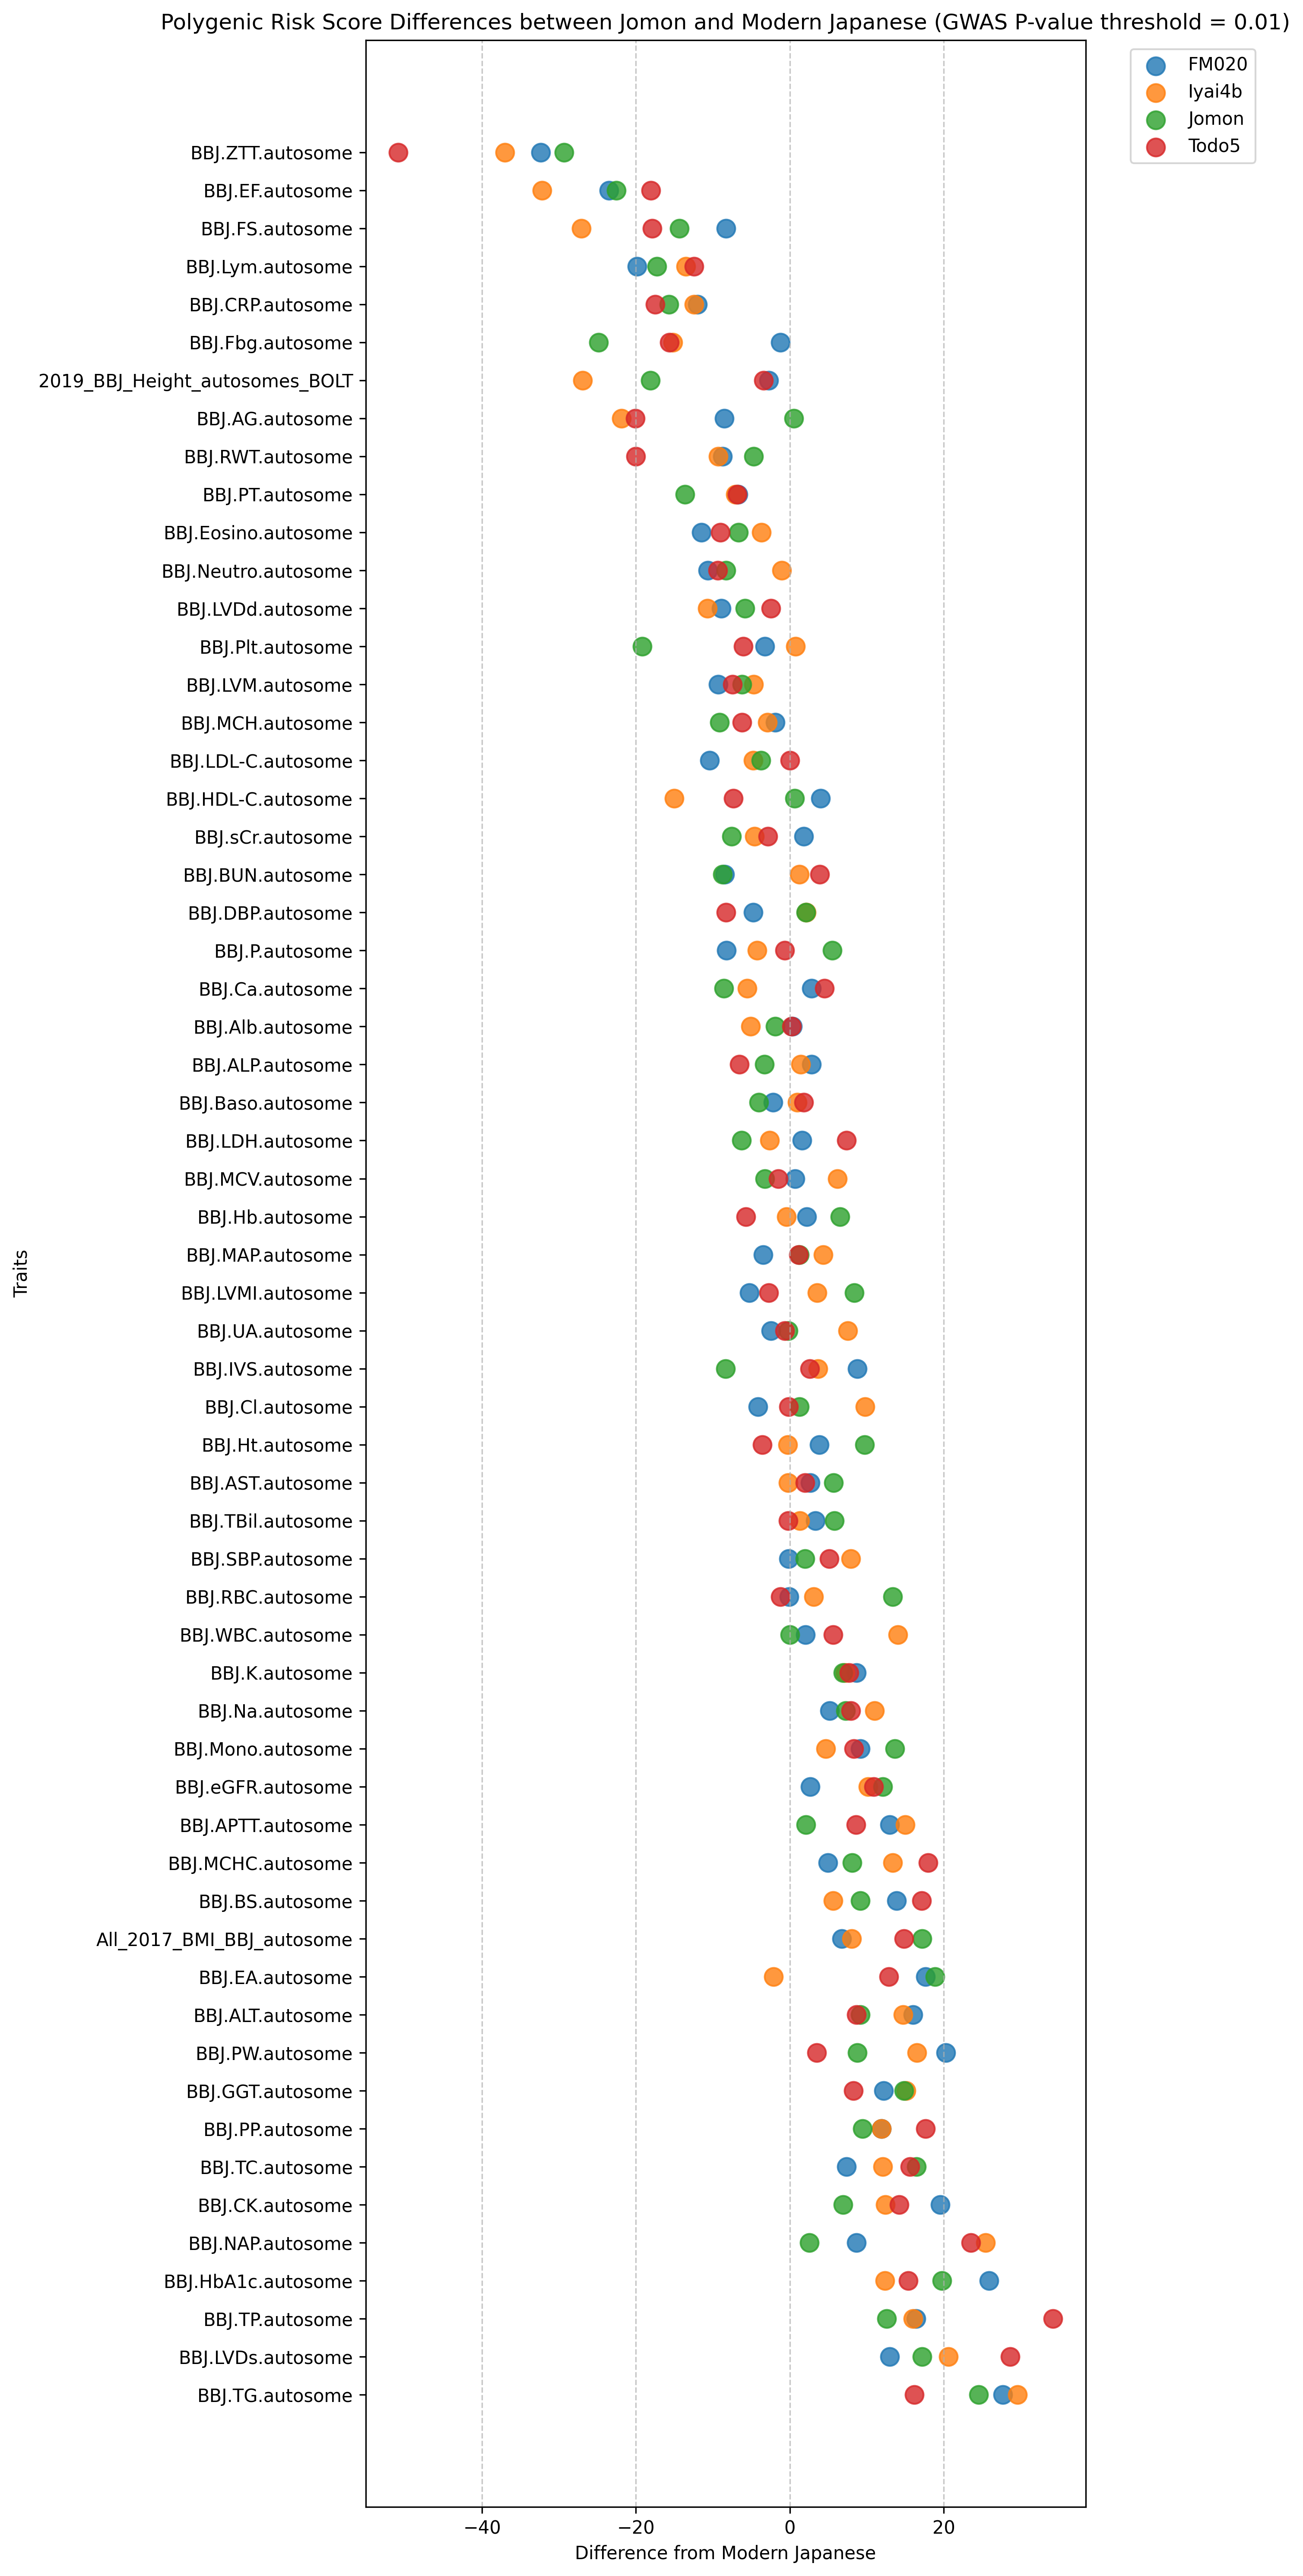 Polygenic Risk Score Differences between Jomon and Modern Japanese (GWAS P-value threshold = 0.01)
FM020
Iyai4b
Jomon
Todo5
BBJ.ZTT.autosome
BBJ.EF.autosome
BBJ.FS.autosome
BBJ.Lym.autosome
BBJ.CRP.autosome
BBJ.Fbg.autosome
2019_BBJ_Height_autosomes_BOLT
BBJ.AG.autosome
BBJ.RWT.autosome
BBJ.PT.autosome
BBJ.Eosino.autosome
BBJ.Neutro.autosome
BBJ.LVDd.autosome
BBJ.Plt.autosome
BBJ.LVM.autosome
BBJ.MCH.autosome
BBJ.LDL-C.autosome
BBJ.HDL-C.autosome
BBJ.sCr.autosome
BBJ.BUN.autosome
BBJ.DBP.autosome
BBJ.P.autosome
BBJ.Ca.autosome
BBJ.Alb.autosome
BBJ.ALP.autosome
BBJ.Baso.autosome
BBJ.LDH.autosome
BBJ.MCV.autosome
BBJ.Hb.autosome
BBJ.MAP.autosome
BBJ.LVMI.autosome
BBJ.UA.autosome
BBJ.IVS.autosome
BBJ.Cl.autosome
BBJ.Ht.autosome
BBJ.AST.autosome
BBJ.TBil.autosome
BBJ.SBP.autosome
BBJ.RBC.autosome
BBJ.WBC.autosome
BBJ.K.autosome
BBJ.Na.autosome
BBJ.Mono.autosome
BBJ.eGFR.autosome
BBJ.APTT.autosome
BBJ.MCHC.autosome
BBJ.BS.autosome
All_2017_BMI_BBJ_autosome
BBJ.EA.autosome
BBJ.ALT.autosome
BBJ.PW.autosome
BBJ.GGT.autosome
BBJ.PP.autosome
BBJ.TC.autosome
BBJ.CK.autosome
BBJ.NAP.autosome
BBJ.HbA1c.autosome
BBJ.TP.autosome
BBJ.LVDs.autosome
BBJ.TG.autosome
Traits
−40 −20 0 20
Difference from Modern Japanese